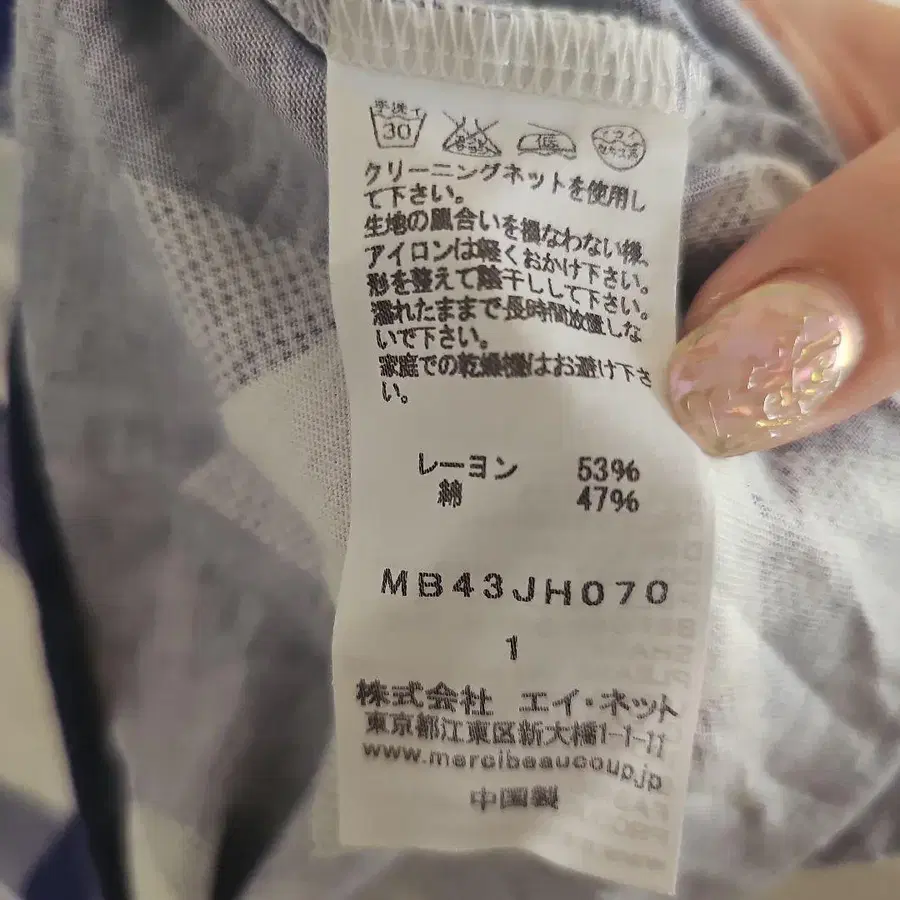 手洗イ
30
低
クリーニングネットを使用し
て下さい。
生地の風合いを損なわない様、
アイロンは軽くおかけ下さい。
形を整えて陰干しして下さい。
濡れたままで長時間放置しな
いで下さい。
家庭での乾燥機はお避け下さ
い。
レーヨン 53%
綿 47%
MB43JH070
1
株式会社 エイ・ネット
東京都江東区新大橋1-1-11
www.mercibeaucoup.jp
中国製